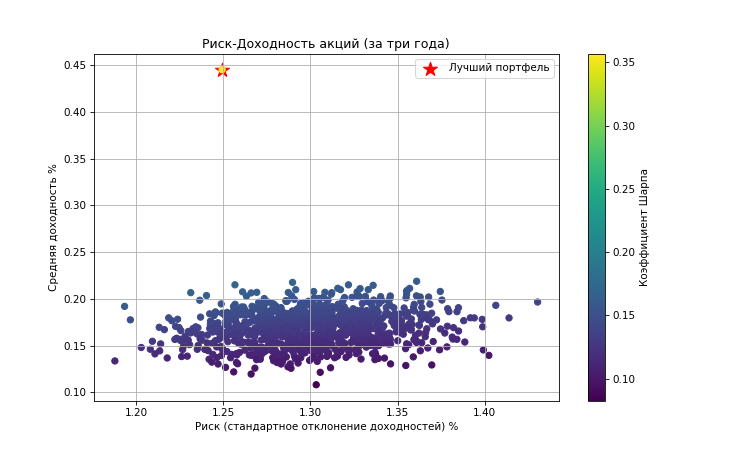 Риск-Доходность акций (за три года)
Лучший портфель
Средняя доходность %
0.45
0.40
0.35
0.30
0.25
0.20
0.15
0.10
1.20 1.25 1.30 1.35 1.40
Риск (стандартное отклонение доходностей) %
0.35
0.30
0.25
0.20
0.15
0.10
Коэффициент Шарпа